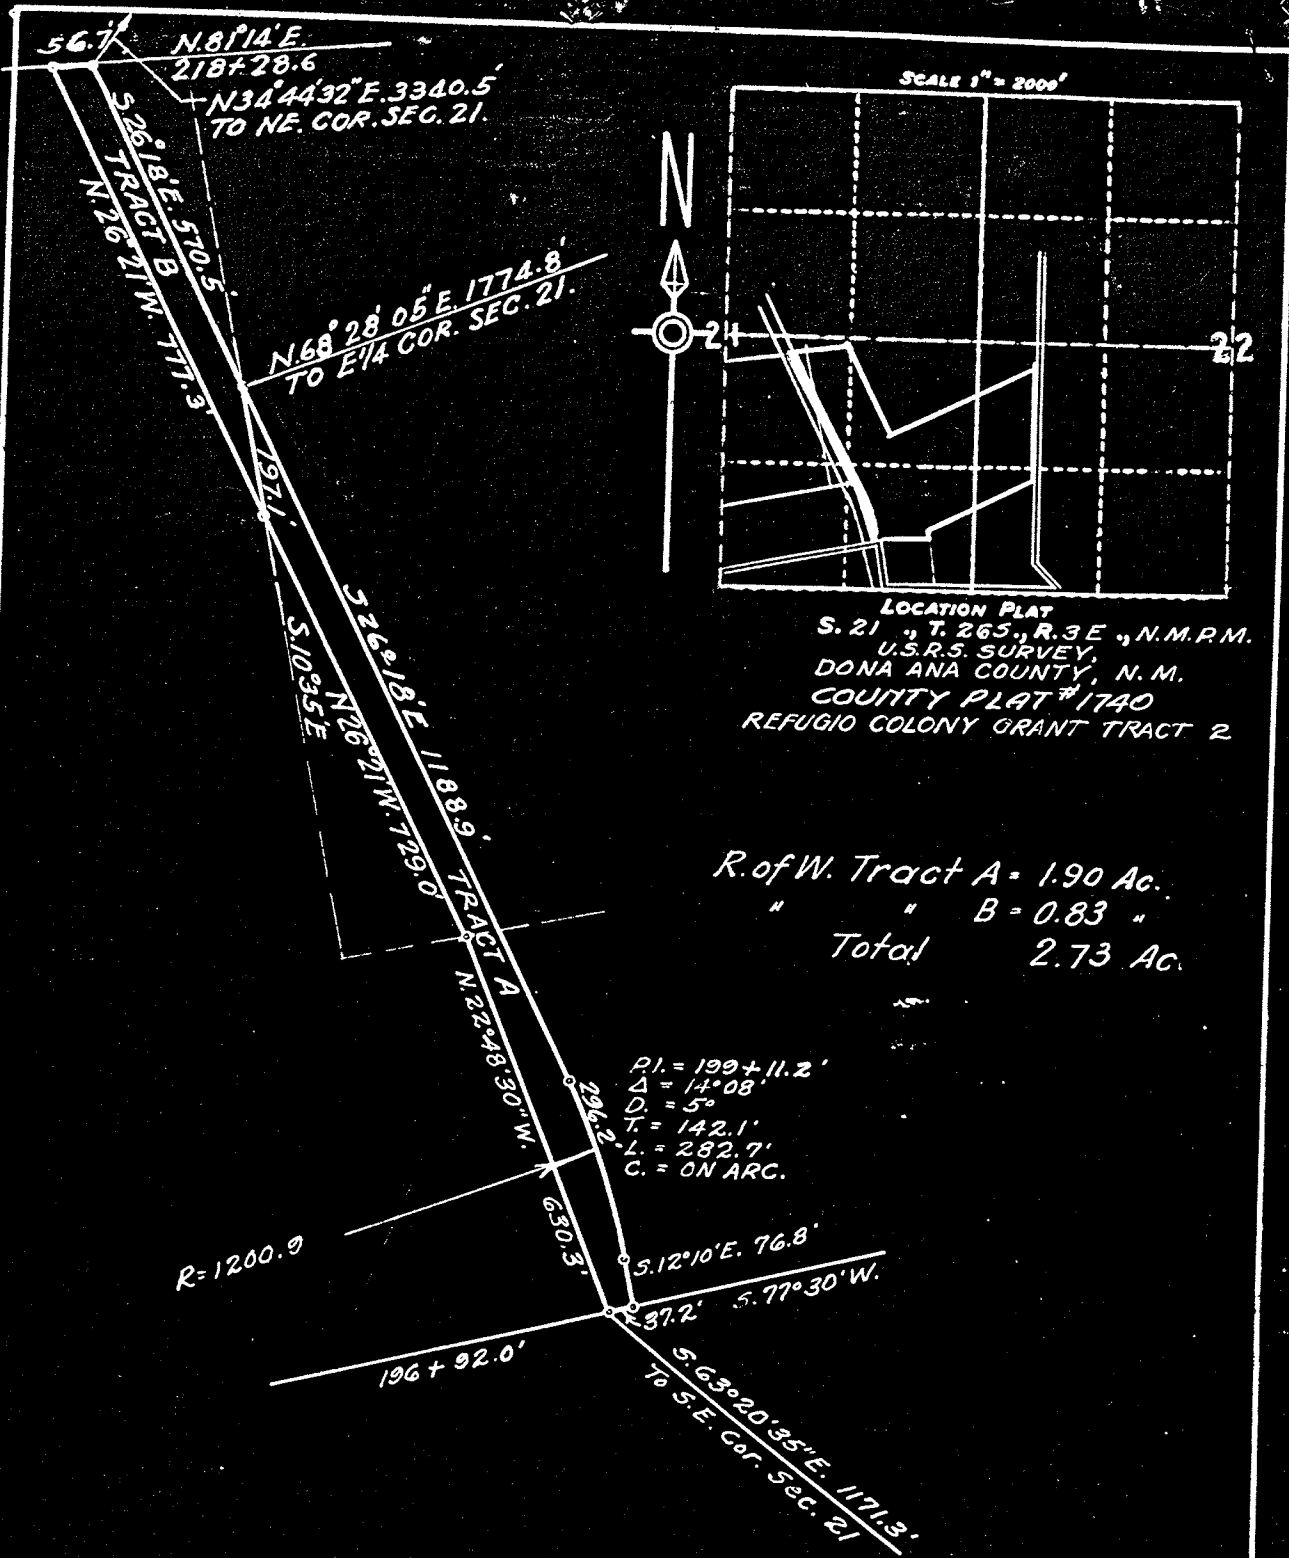 56.7'
N.81°14'E.
218+28.6
N34°44'32"E.3340.5'
TO NE. COR. SEC. 21.
S 26°18'E. 570.5'
TRACT B
N. 26°21'W. 777.3'
N.68°28'05"E. 1774.8'
TO E1/4 COR. SEC. 21.
797.1'
S.10°35'E
S 26°18'E 1188.9'
N 26°21'W. 729.0'
TRACT A
N. 22°48'30"W.
630.3'
296.2'
SCALE 1" = 2000'
N
21
22
LOCATION PLAT
S. 21 ., T. 26S., R. 3 E ., N.M.P.M.
U.S.R.S. SURVEY,
DONA ANA COUNTY, N. M.
COUNTY PLAT #1740
REFUGIO COLONY GRANT TRACT 2
R. of W. Tract A = 1.90 Ac.
" " B = 0.83 "
Total 2.73 Ac.
P.I. = 199+11.2'
Δ = 14°08'
D. = 5°
T. = 142.1'
L. = 282.7'
C. = ON ARC.
R=1200.9
S.12°10'E. 76.8'
37.2' S.77°30'W.
196 + 92.0'
S.63°20'35"E. 1171.3'
To S.E. Cor. Sec. 21